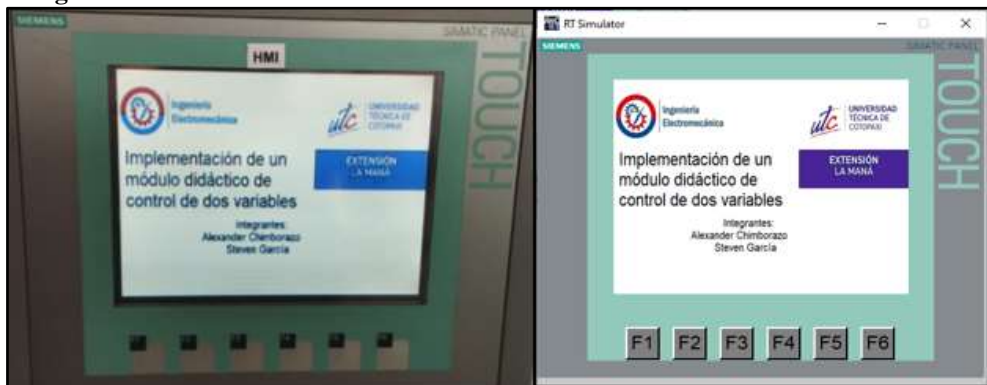 SIEMENS
SIMATIC PANEL
TOUCH
HMI
Ingeniería
Electromecánica
utc
UNIVERSIDAD
TÉCNICA DE
COTOPAXI
EXTENSIÓN
LA MANÁ
Implementación de un
módulo didáctico de
control de dos variables
Integrantes:
Alexander Chimborazo
Steven García
RT Simulator
SIEMENS
SIMATIC PANEL
TOUCH
Ingeniería
Electromecánica
utc
UNIVERSIDAD
TÉCNICA DE
COTOPAXI
EXTENSIÓN
LA MANÁ
Implementación de un
módulo didáctico de
control de dos variables
Integrantes:
Alexander Chimborazo
Steven García
F1 F2 F3 F4 F5 F6